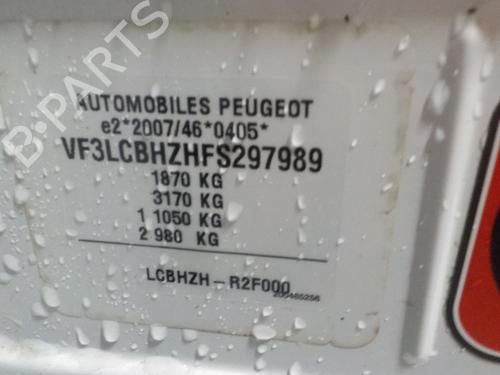 B-PARTS
AUTOMOBILES PEUGEOT
e2*2007/46*0405*
VF3LCBHZHFS297989
1870 KG
3170 KG
1 1050 KG
2 980 KG
LCBHZH-R2F000
200465256